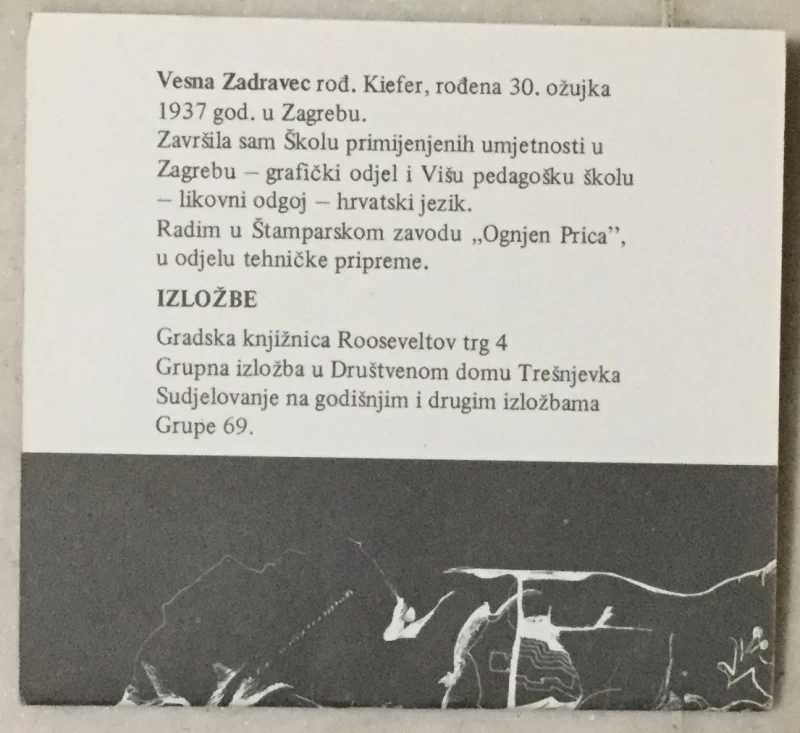 Vesna Zadravec rođ. Kiefer, rođena 30. ožujka
1937 god. u Zagrebu.
Završila sam Školu primijenjenih umjetnosti u
Zagrebu — grafički odjel i Višu pedagošku školu
— likovni odgoj — hrvatski jezik.
Radim u Štamparskom zavodu „Ognjen Prica”,
u odjelu tehničke pripreme.
IZLOŽBE
Gradska knjižnica Rooseveltov trg 4
Grupna izložba u Društvenom domu Trešnjevka
Sudjelovanje na godišnjim i drugim izložbama
Grupe 69.